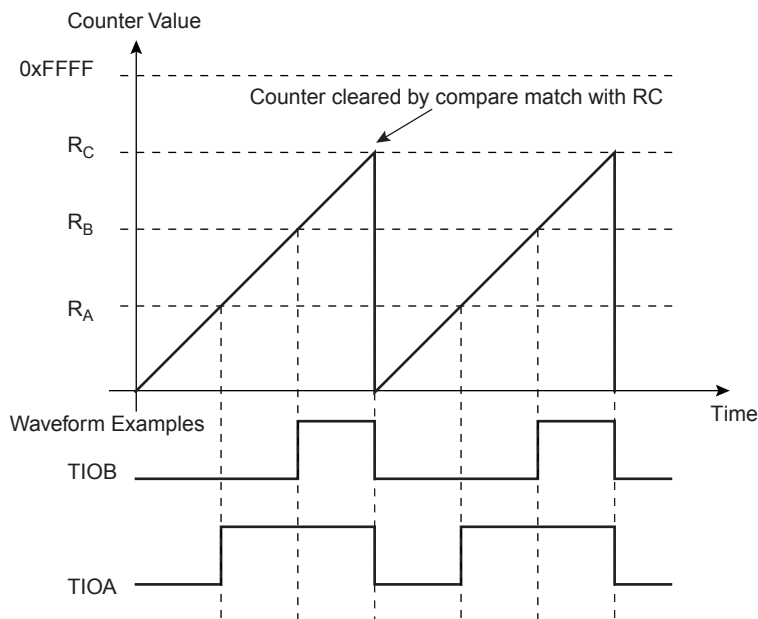 Counter Value
0xFFFF
Counter cleared by compare match with RC
RC
RB
RA
Time
Waveform Examples
TIOB
TIOA